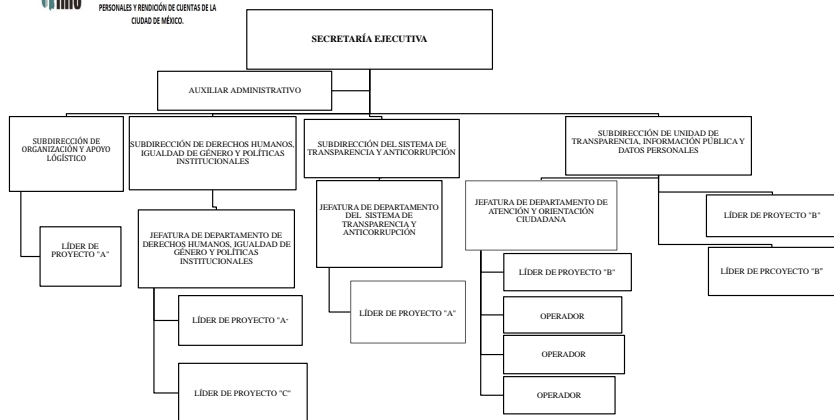 PERSONALES Y RENDICIÓN DE CUENTAS DE LA
CIUDAD DE MÉXICO.
SECRETARÍA EJECUTIVA
AUXILIAR ADMINISTRATIVO
SUBDIRECCIÓN DE
ORGANIZACIÓN Y APOYO
LÓGÍSTICO
SUBDIRECCIÓN DE DERECHOS HUMANOS,
IGUALDAD DE GÉNERO Y POLÍTICAS
INSTITUCIONALES
SUBDIRECCIÓN DEL SISTEMA DE
TRANSPARENCIA Y ANTICORRUPCIÓN
SUBDIRECCIÓN DE UNIDAD DE
TRANSPARENCIA, INFORMACIÓN PÚBLICA Y
DATOS PERSONALES
LÍDER DE
PROYECTO "A"
JEFATURA DE DEPARTAMENTO DE
DERECHOS HUMANOS, IGUALDAD DE
GÉNERO Y POLÍTICAS
INSTITUCIONALES
LÍDER DE PROYECTO "A"
LÍDER DE PROYECTO "C"
JEFATURA DE DEPARTAMENTO
DEL SISTEMA DE
TRANSPARENCIA Y
ANTICORRUPCIÓN
LÍDER DE PROYECTO "A"
JEFATURA DE DEPARTAMENTO DE
ATENCIÓN Y ORIENTACIÓN
CIUDADANA
LÍDER DE PROYECTO "B"
OPERADOR
OPERADOR
OPERADOR
LÍDER DE PROYECTO "B"
LÍDER DE PRCOYECTO "B"